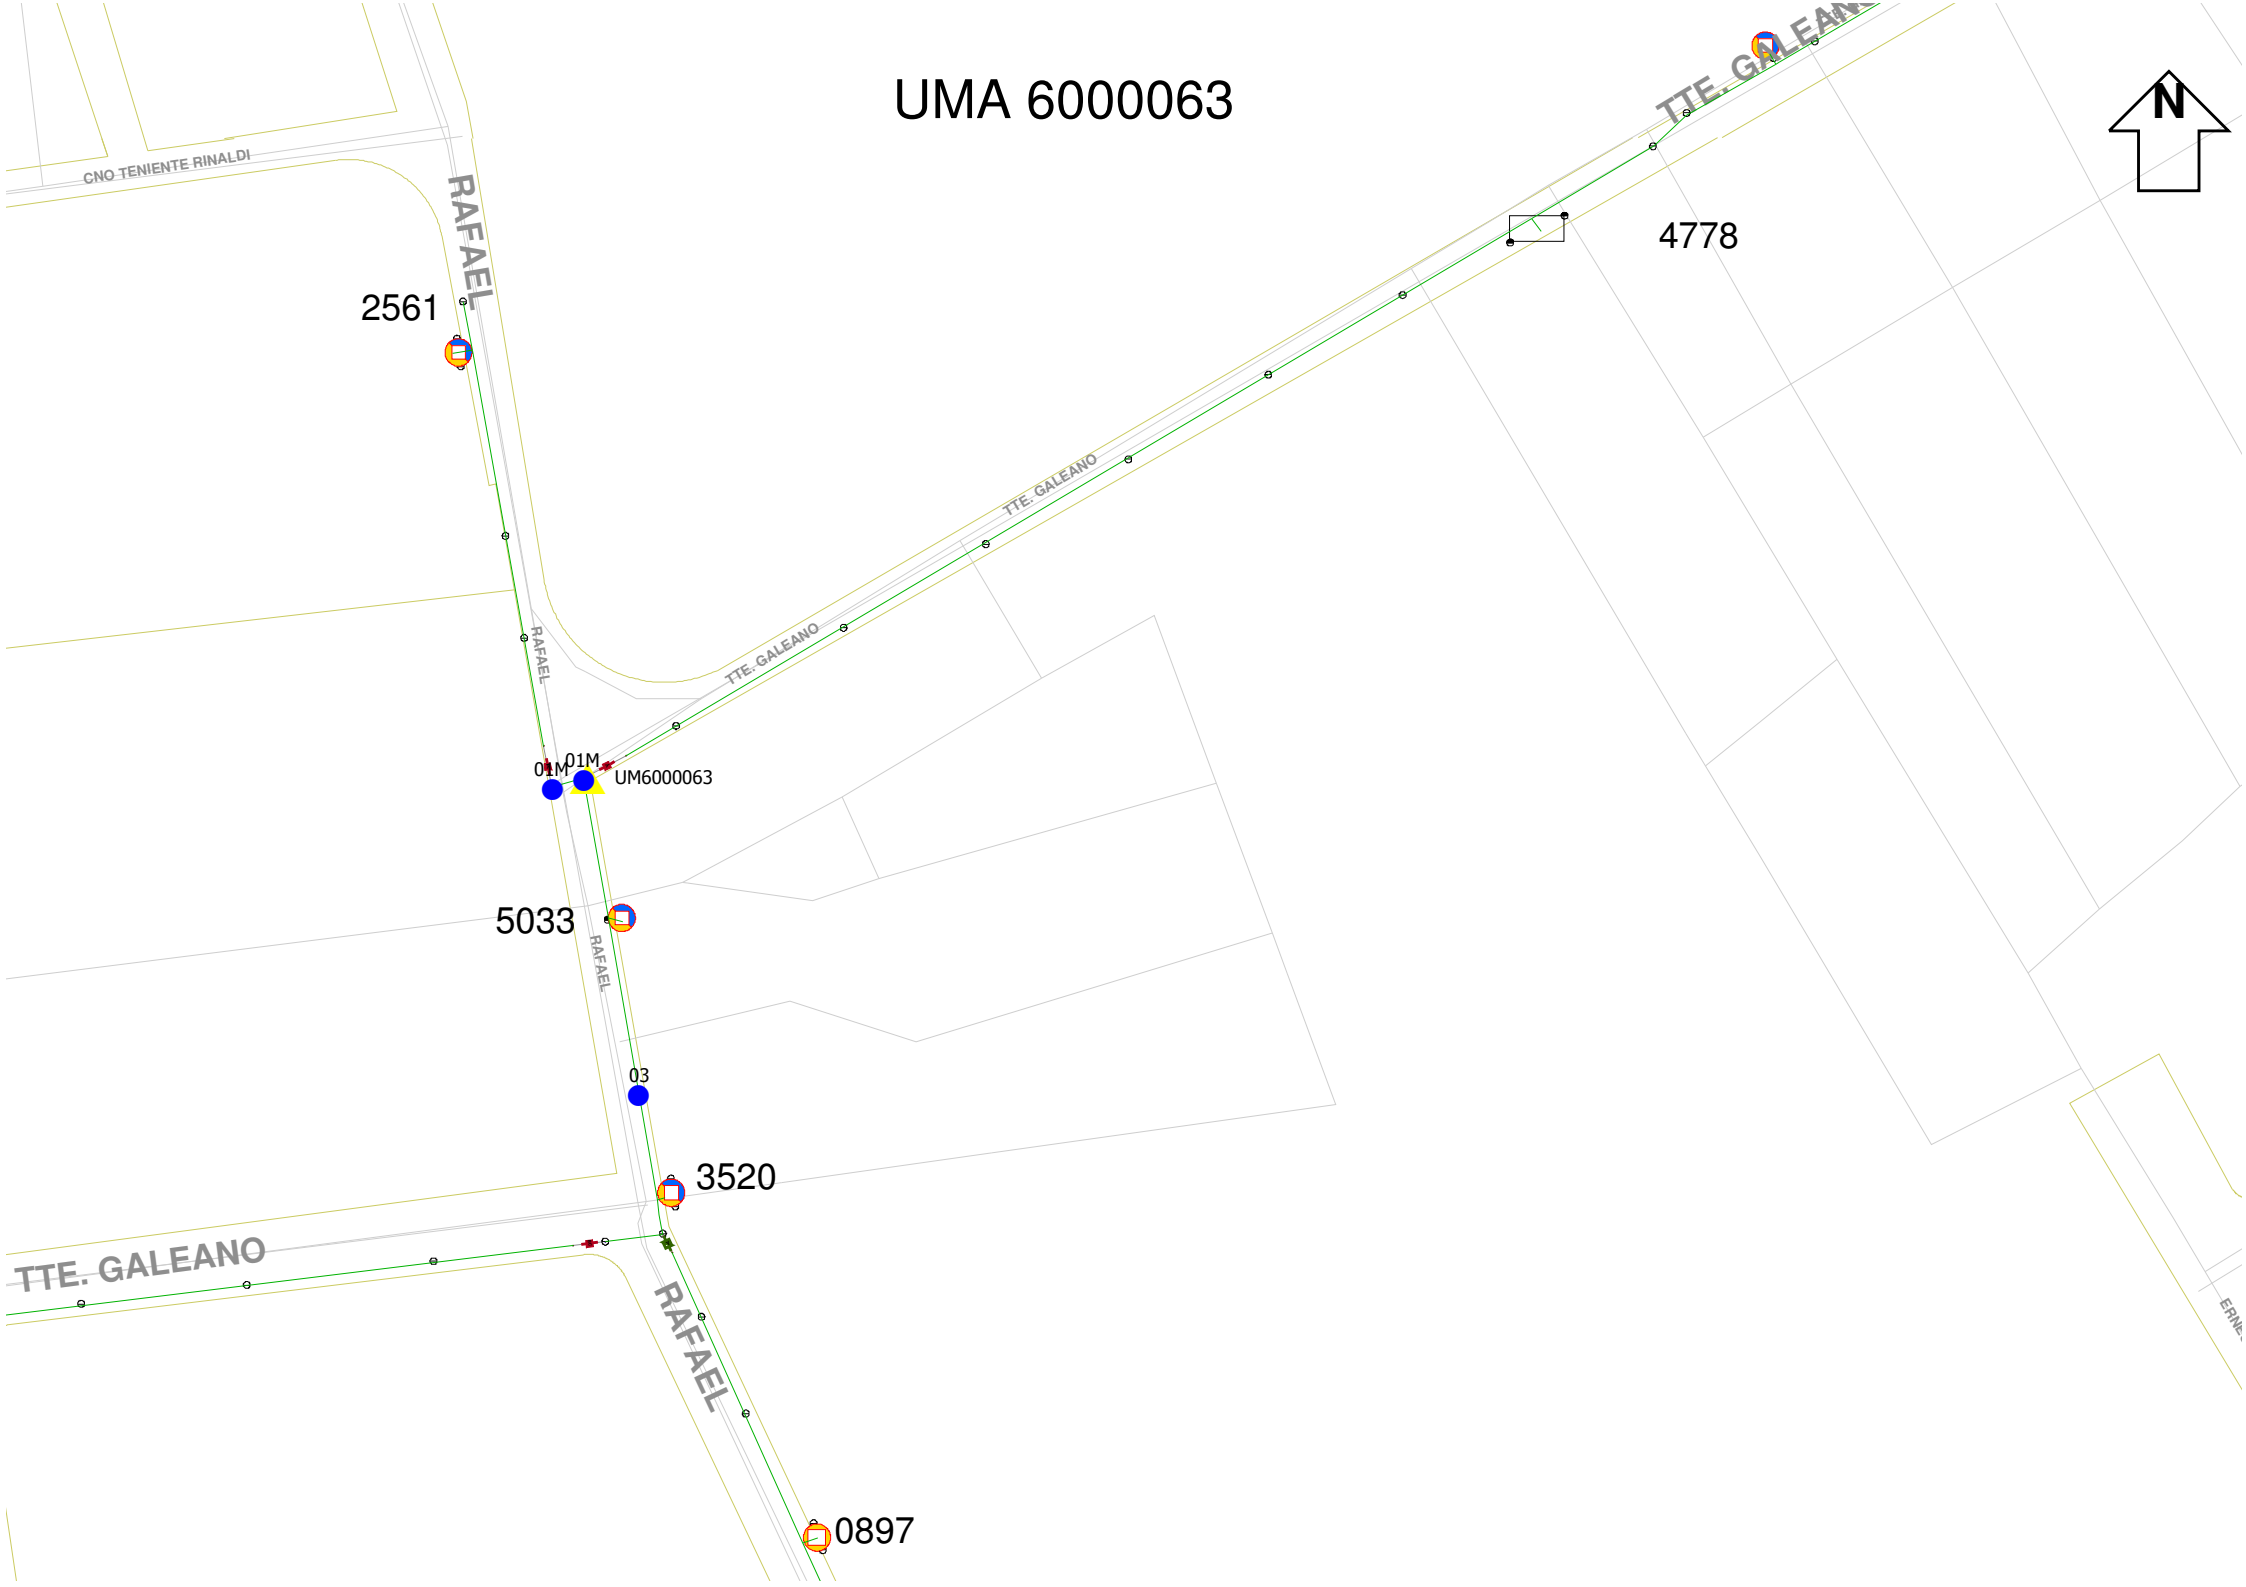 TTE. GALEANO
UMA 6000063
N
CNO TENIENTE RINALDI
RAFAEL
4778
2561
TTE. GALEANO
TTE. GALEANO
RAFAEL
01M
01M
UM6000063
5033
RAFAEL
03
3520
TTE. GALEANO
RAFAEL
0897